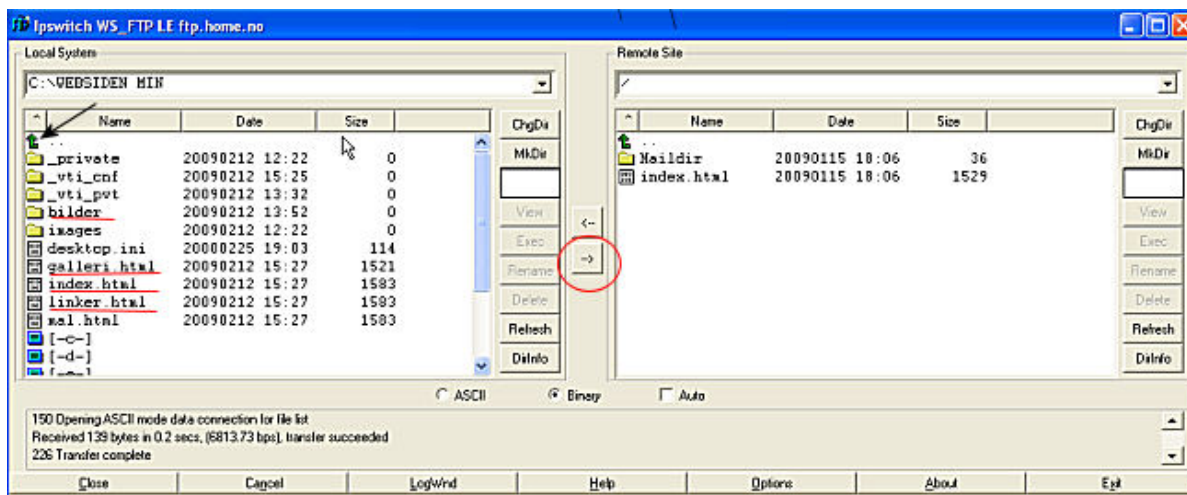 Ipswitch WS_FTP LE ftp.home.no
Local System
C:\WEBSIDEN MIN
^ Name Date Size
..
_private 20090212 12:22 0
_vti_cnf 20090212 15:25 0
_vti_pvt 20090212 13:32 0
bilder 20090212 13:52 0
images 20090212 12:22 0
desktop.ini 20080225 19:03 114
galleri.html 20090212 15:27 1521
index.html 20090212 15:27 1583
linker.html 20090212 15:27 1583
mal.html 20090212 15:27 1583
[-c-]
[-d-]
ChgDir
MkDir
View
Exec
Rename
Delete
Refresh
DirInfo
<--
-->
Remote Site
/
^ Name Date Size
..
Maildir 20090115 18:06 36
index.html 20090115 18:06 1529
ChgDir
MkDir
View
Exec
Rename
Delete
Refresh
DirInfo
ASCII Binary Auto
150 Opening ASCII mode data connection for file list
Received 139 bytes in 0.2 secs, (6813.73 bps), transfer succeeded
226 Transfer complete
Close Cancel LogWnd Help Options About Exit